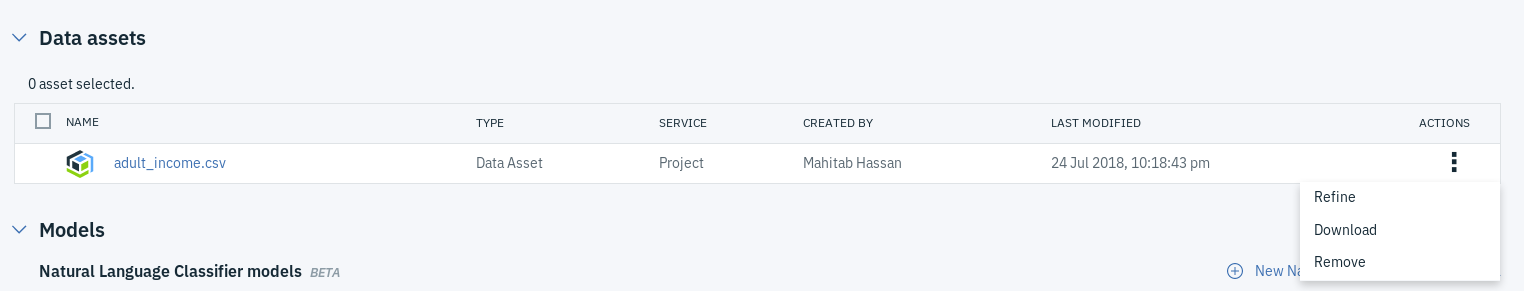 Data assets
0 asset selected.
NAME TYPE SERVICE CREATED BY LAST MODIFIED ACTIONS
adult_income.csv Data Asset Project Mahitab Hassan 24 Jul 2018, 10:18:43 pm
Refine
Models
Download
Remove
Natural Language Classifier models BETA New